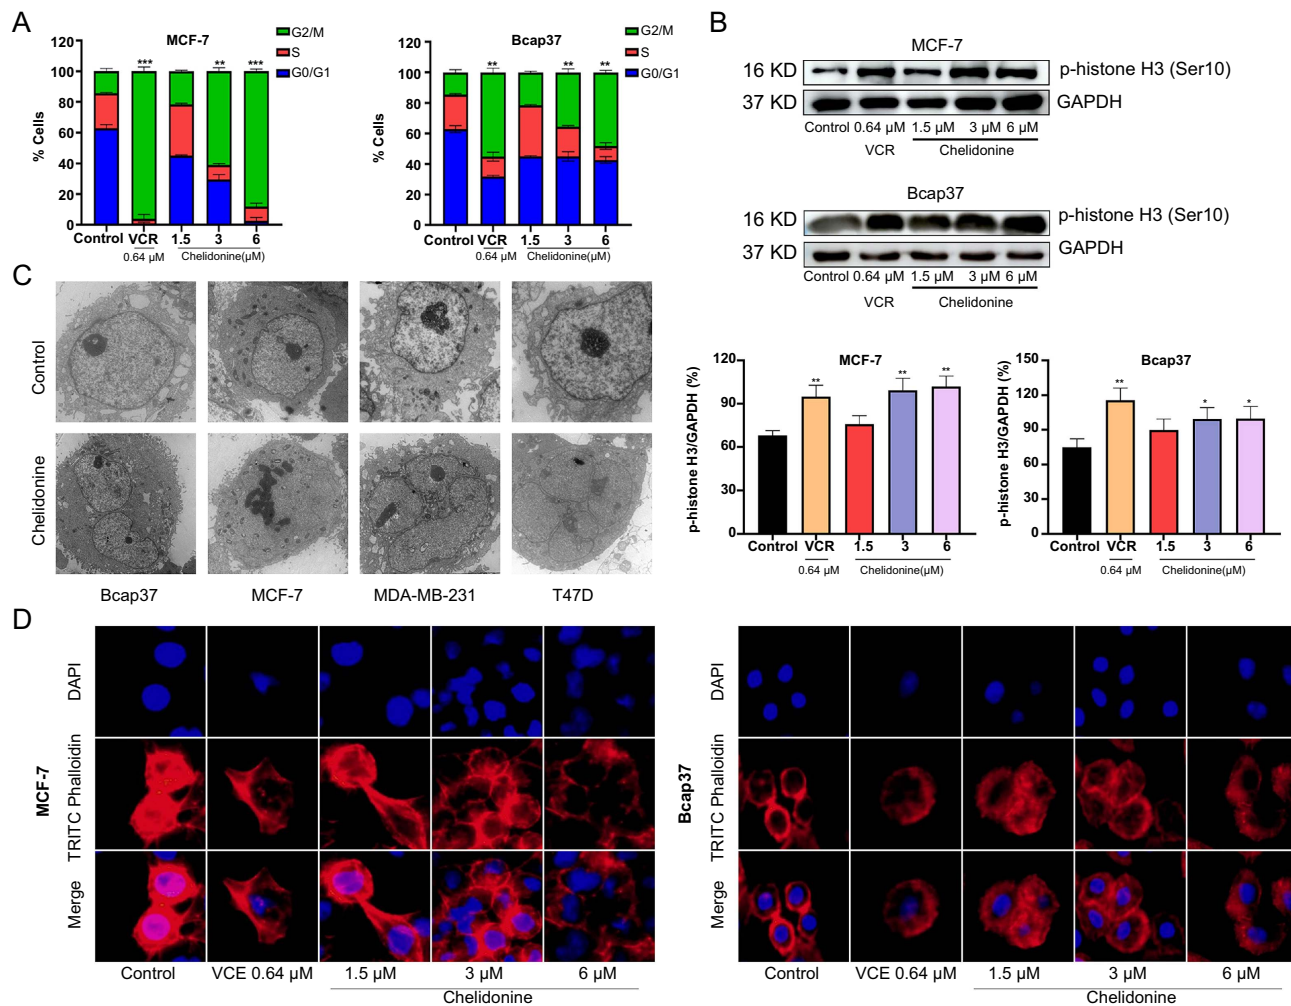 A
MCF-7
G2/M
S
G0/G1
% Cells
120
100
80
60
40
20
0
***
**
***
Control
VCR
1.5
3
6
0.64 μM
Chelidonine(μM)
Bcap37
G2/M
S
G0/G1
% Cells
120
100
80
60
40
20
0
**
**
**
Control
VCR
1.5
3
6
0.64 μM
Chelidonine(μM)
B
MCF-7
16 KD
p-histone H3 (Ser10)
37 KD
GAPDH
Control 0.64 μM 1.5 μM 3 μM 6 μM
VCR Chelidonine
Bcap37
16 KD
p-histone H3 (Ser10)
37 KD
GAPDH
Control 0.64 μM 1.5 μM 3 μM 6 μM
VCR Chelidonine
MCF-7
p-histone H3/GAPDH (%)
120
90
60
30
0
**
**
**
Control
VCR
1.5
3
6
0.64 μM
Chelidonine(μM)
Bcap37
p-histone H3/GAPDH (%)
150
120
90
60
30
0
**
*
*
Control
VCR
1.5
3
6
0.64 μM
Chelidonine(μM)
C
Control
Chelidonine
Bcap37
MCF-7
MDA-MB-231
T47D
D
MCF-7
DAPI
TRITC Phalloidin
Merge
Control
VCE 0.64 μM
1.5 μM
3 μM
6 μM
Chelidonine
Bcap37
DAPI
TRITC Phalloidin
Merge
Control
VCE 0.64 μM
1.5 μM
3 μM
6 μM
Chelidonine